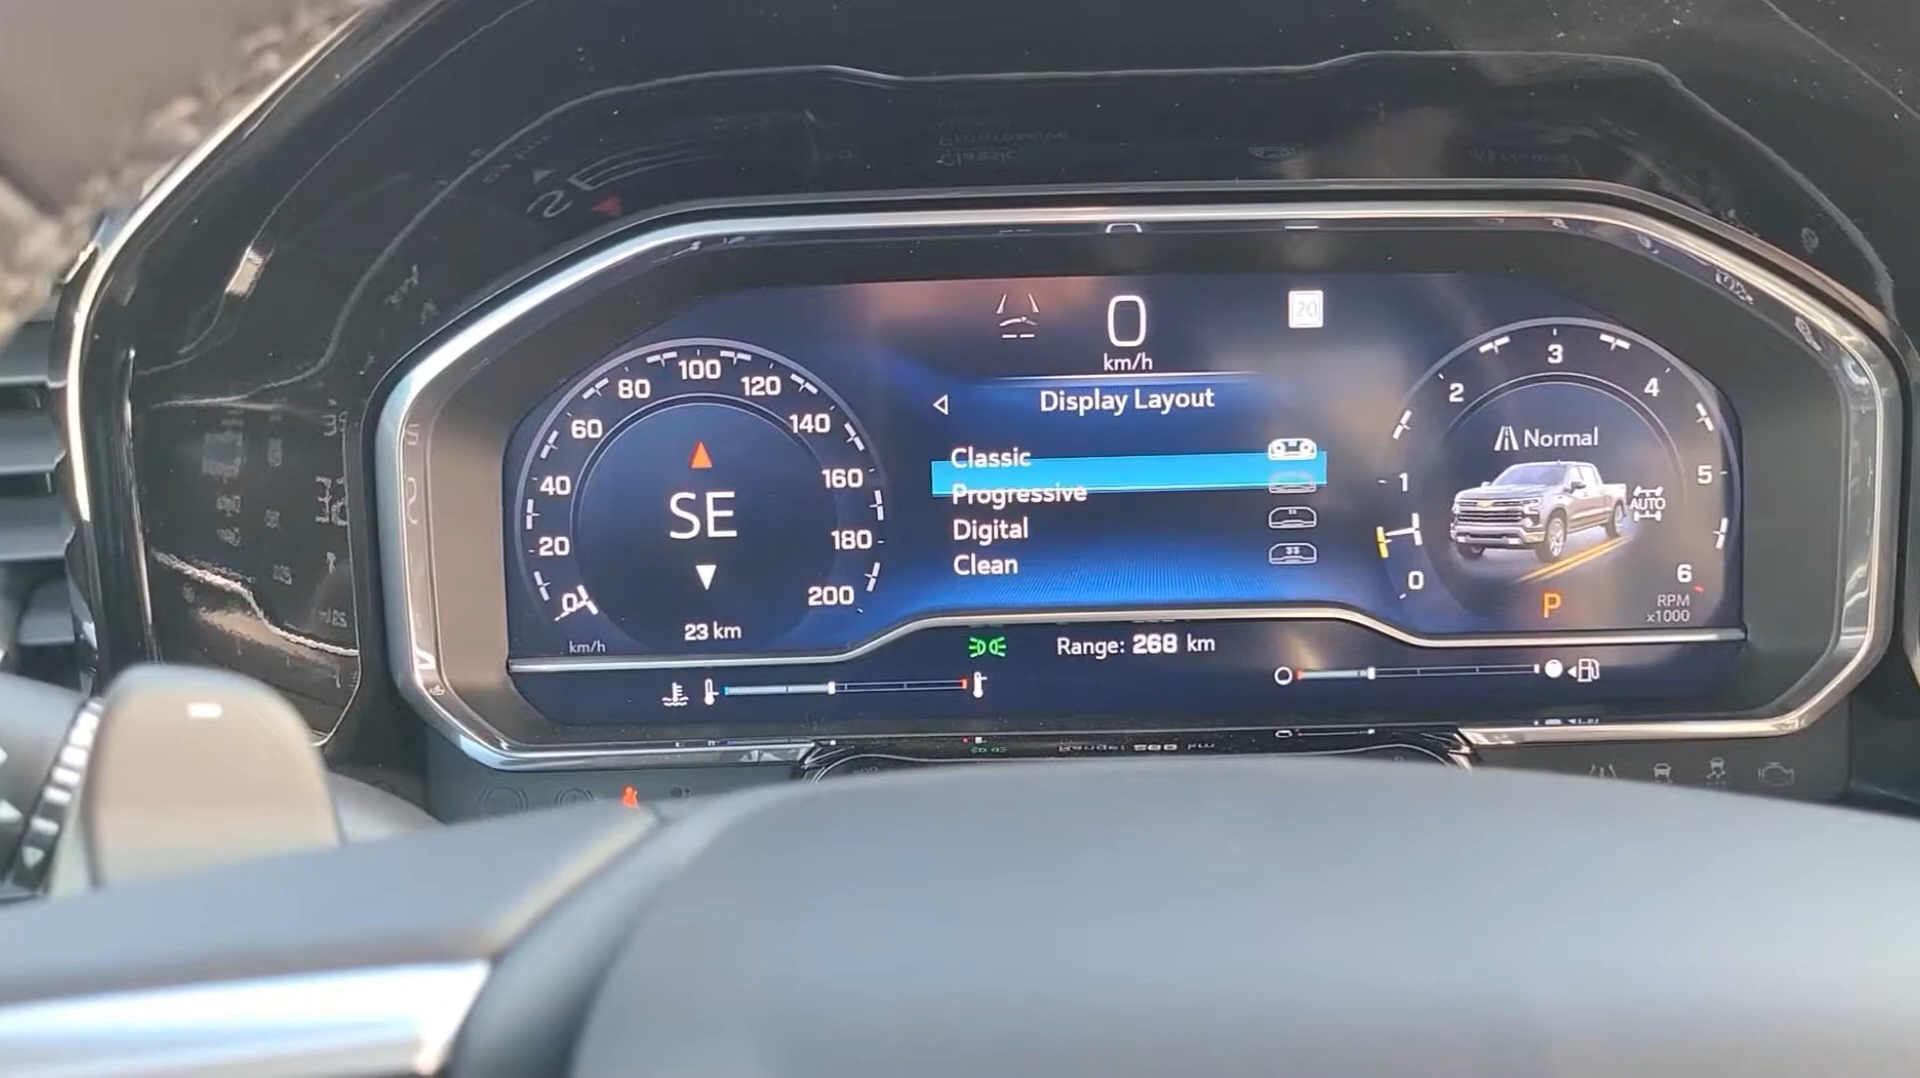 0
km/h
20
Display Layout
Classic
Progressive
Digital
Clean
0
20
40
60
80
100
120
140
160
180
200
km/h
SE
23 km
0
1
2
3
4
5
6
RPM
x1000
Normal
AUTO
P
Range: 268 km